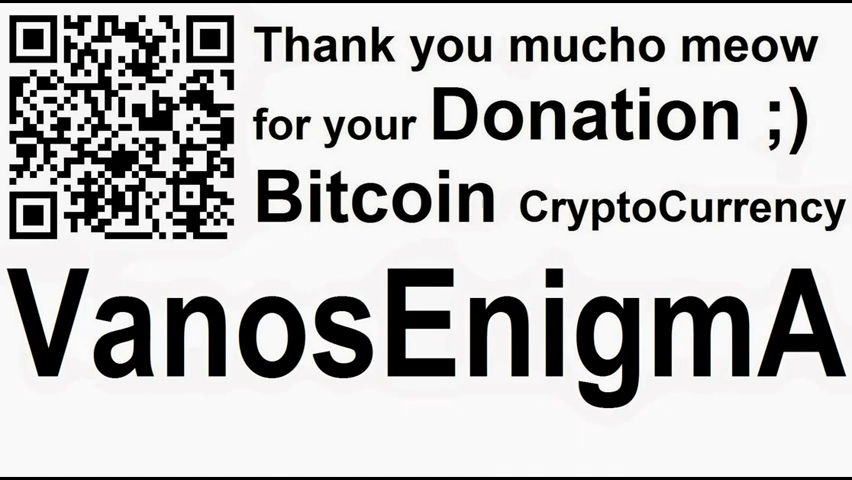 Thank you mucho meow
for your Donation ;)
Bitcoin CryptoCurrency
VanosEnigmA